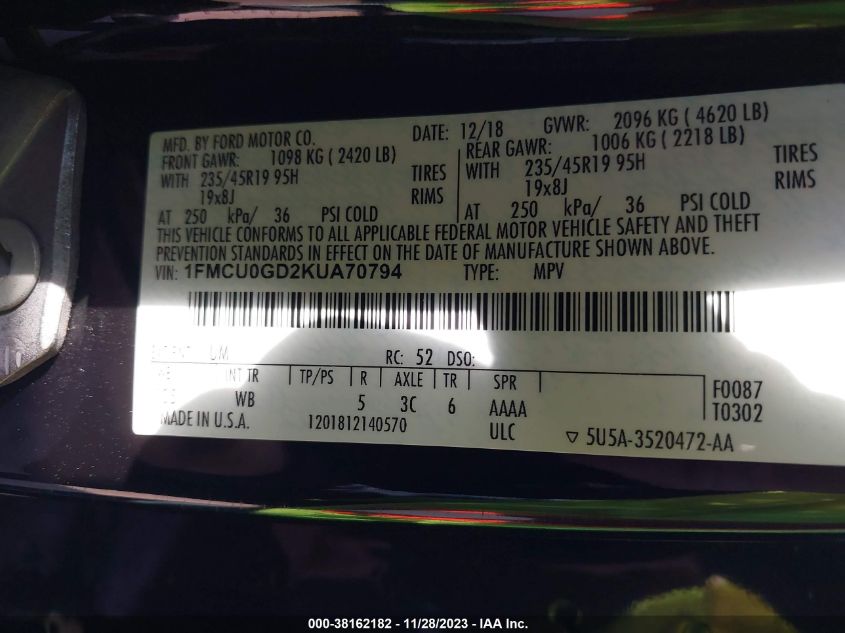 MFD. BY FORD MOTOR CO. DATE: 12/18 GVWR: 2096 KG ( 4620 LB)
FRONT GAWR: 1098 KG ( 2420 LB) REAR GAWR: 1006 KG ( 2218 LB)
WITH 235/45R19 95H TIRES WITH 235/45R19 95H TIRES
19x8J RIMS 19x8J RIMS
AT 250 kPa/ 36 PSI COLD AT 250 kPa/ 36 PSI COLD
THIS VEHICLE CONFORMS TO ALL APPLICABLE FEDERAL MOTOR VEHICLE SAFETY AND THEFT
PREVENTION STANDARDS IN EFFECT ON THE DATE OF MANUFACTURE SHOWN ABOVE.
VIN: 1FMCU0GD2KUA70794 TYPE: MPV
UM RC: 52 DSO:
INT TR TP/PS R AXLE TR SPR F0087
WB 5 3C 6 AAAA T0302
MADE IN U.S.A. 1201812140570 ULC ▽ 5U5A-3520472-AA
000-38162182 - 11/28/2023 - IAA Inc.